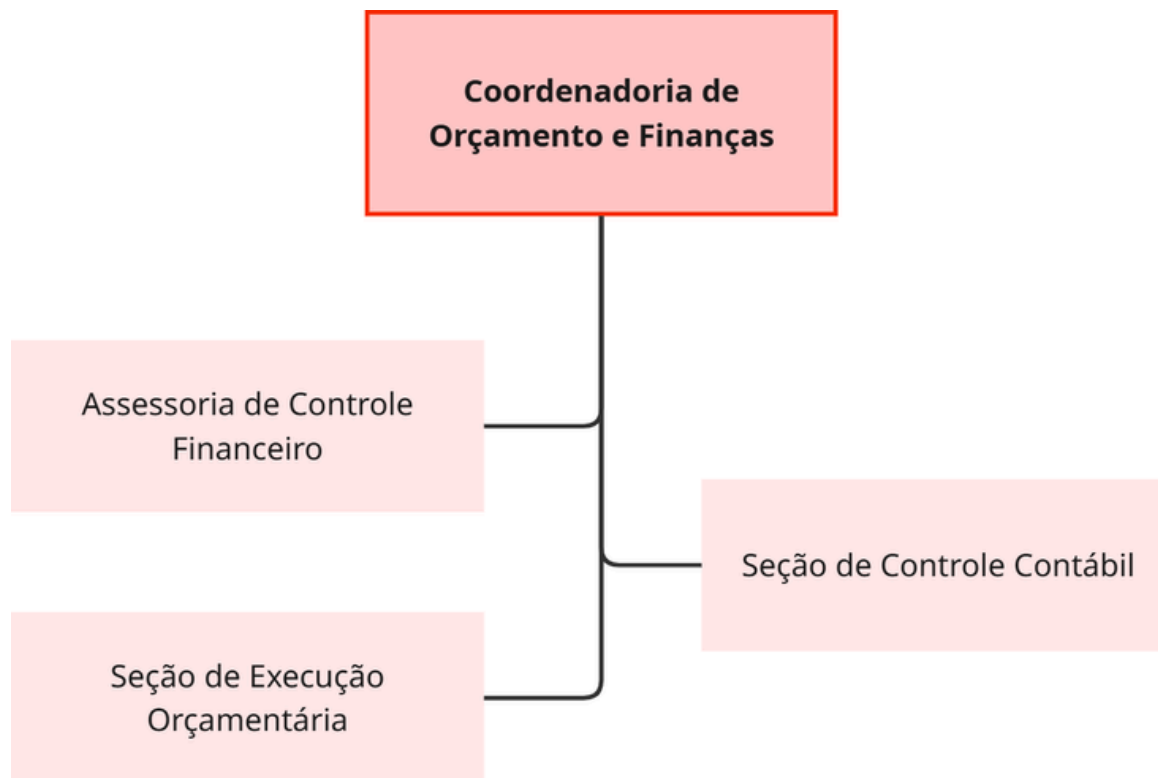 Coordenadoria de
Orçamento e Finanças
Assessoria de Controle
Financeiro
Seção de Controle Contábil
Seção de Execução
Orçamentária